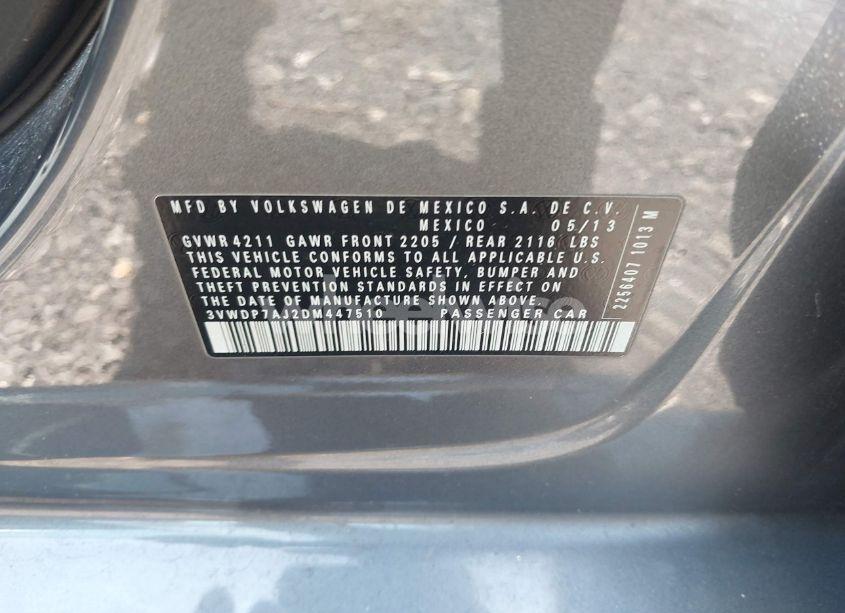 MFD BY VOLKSWAGEN DE MEXICO S.A. DE C.V.
MEXICO 05/13
GVWR 4211 GAWR FRONT 2205 / REAR 2116 LBS
THIS VEHICLE CONFORMS TO ALL APPLICABLE U.S.
FEDERAL MOTOR VEHICLE SAFETY, BUMPER AND
THEFT PREVENTION STANDARDS IN EFFECT ON
THE DATE OF MANUFACTURE SHOWN ABOVE.
3VWDP7AJ2DM447510 PASSENGER CAR
2256407 1013 M